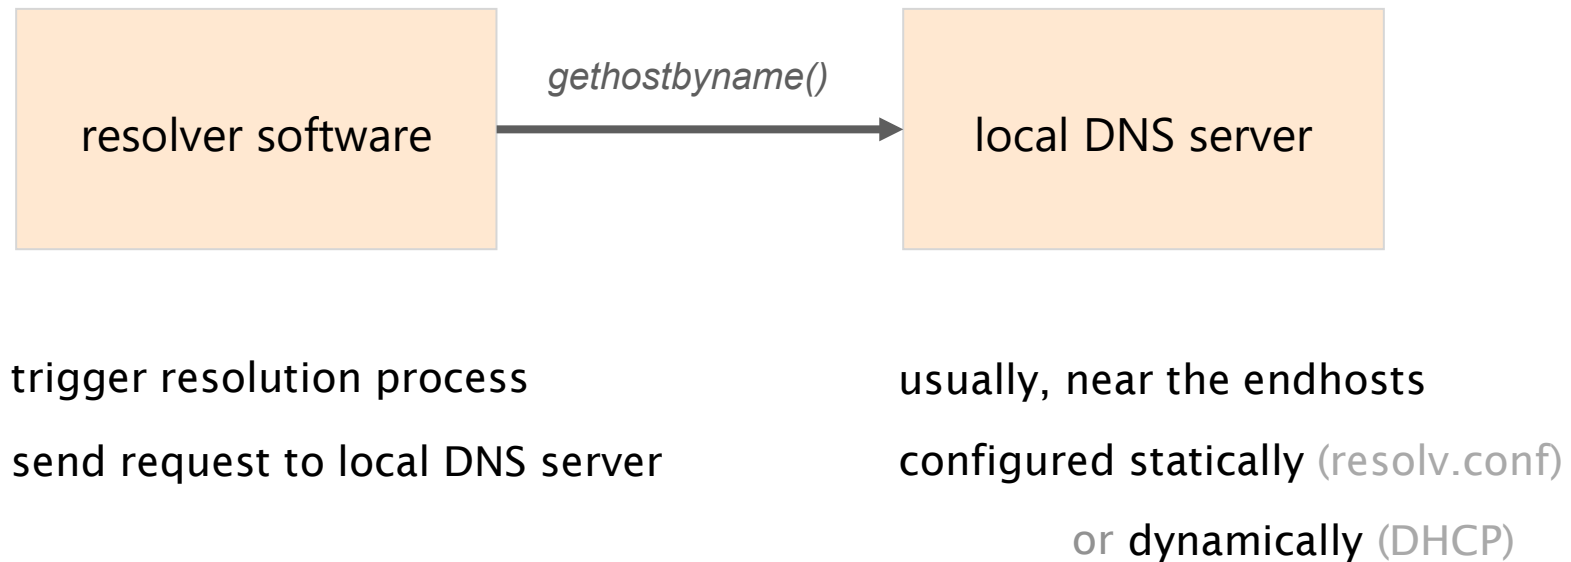 gethostbyname()
resolver software
local DNS server
trigger resolution process
send request to local DNS server
usually, near the endhosts
configured statically (resolv.conf)
or dynamically (DHCP)